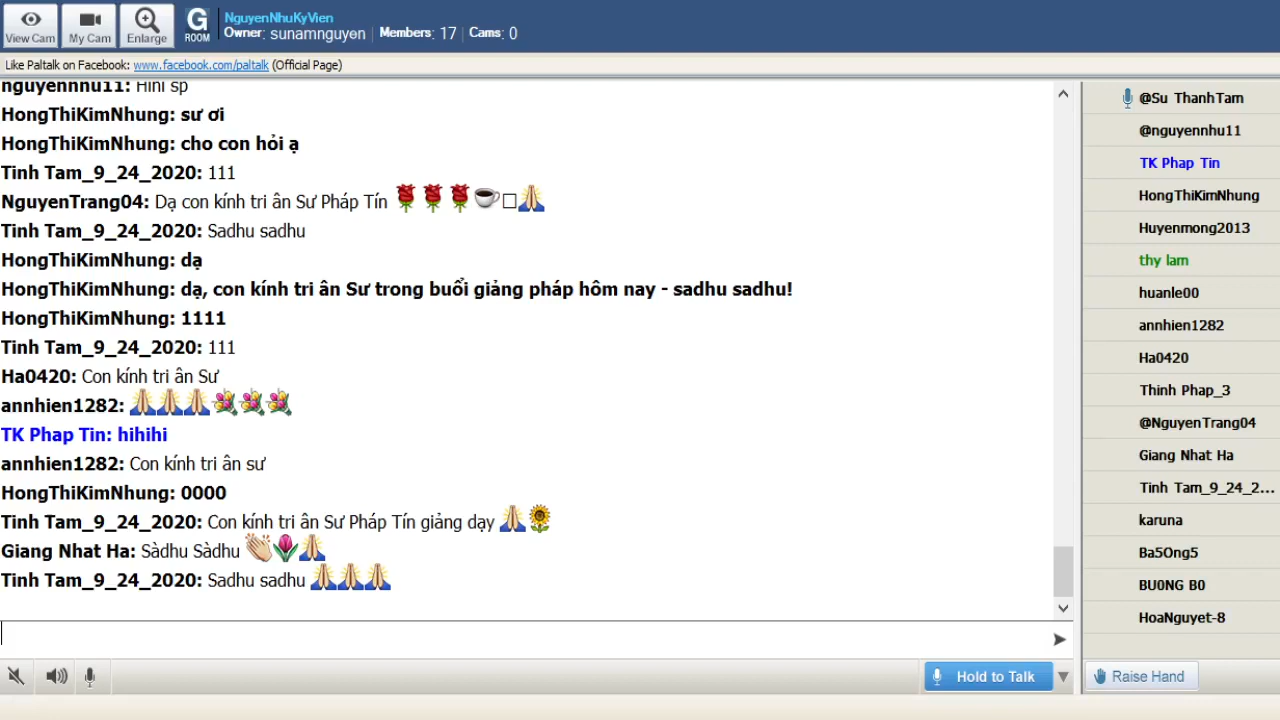 View Cam
My Cam
Enlarge
G
ROOM
NguyenNhuKyVien
Owner: sunamnguyen | Members: 17 | Cams: 0
Like Paltalk on Facebook: www.facebook.com/paltalk (Official Page)
nguyennhu11: Hihi sp
HongThiKimNhung: sư ơi
HongThiKimNhung: cho con hỏi ạ
Tinh Tam_9_24_2020: 111
NguyenTrang04: Dạ con kính tri ân Sư Pháp Tín 🌹🌹🌹☕□🙏
Tinh Tam_9_24_2020: Sadhu sadhu
HongThiKimNhung: dạ
HongThiKimNhung: dạ, con kính tri ân Sư trong buổi giảng pháp hôm nay - sadhu sadhu!
HongThiKimNhung: 1111
Tinh Tam_9_24_2020: 111
Ha0420: Con kính tri ân Sư
annhien1282: 🙏🙏🙏💐💐💐
TK Phap Tin: hihihi
annhien1282: Con kính tri ân sư
HongThiKimNhung: 0000
Tinh Tam_9_24_2020: Con kính tri ân Sư Pháp Tín giảng dạy 🙏🌻
Giang Nhat Ha: Sàdhu Sàdhu 👏🌷🙏
Tinh Tam_9_24_2020: Sadhu sadhu 🙏🙏🙏
@Su ThanhTam
@nguyennhu11
TK Phap Tin
HongThiKimNhung
Huyenmong2013
thy lam
huanle00
annhien1282
Ha0420
Thinh Phap_3
@NguyenTrang04
Giang Nhat Ha
Tinh Tam_9_24_2...
karuna
Ba5Ong5
BU0NG B0
HoaNguyet-8
Hold to Talk
Raise Hand